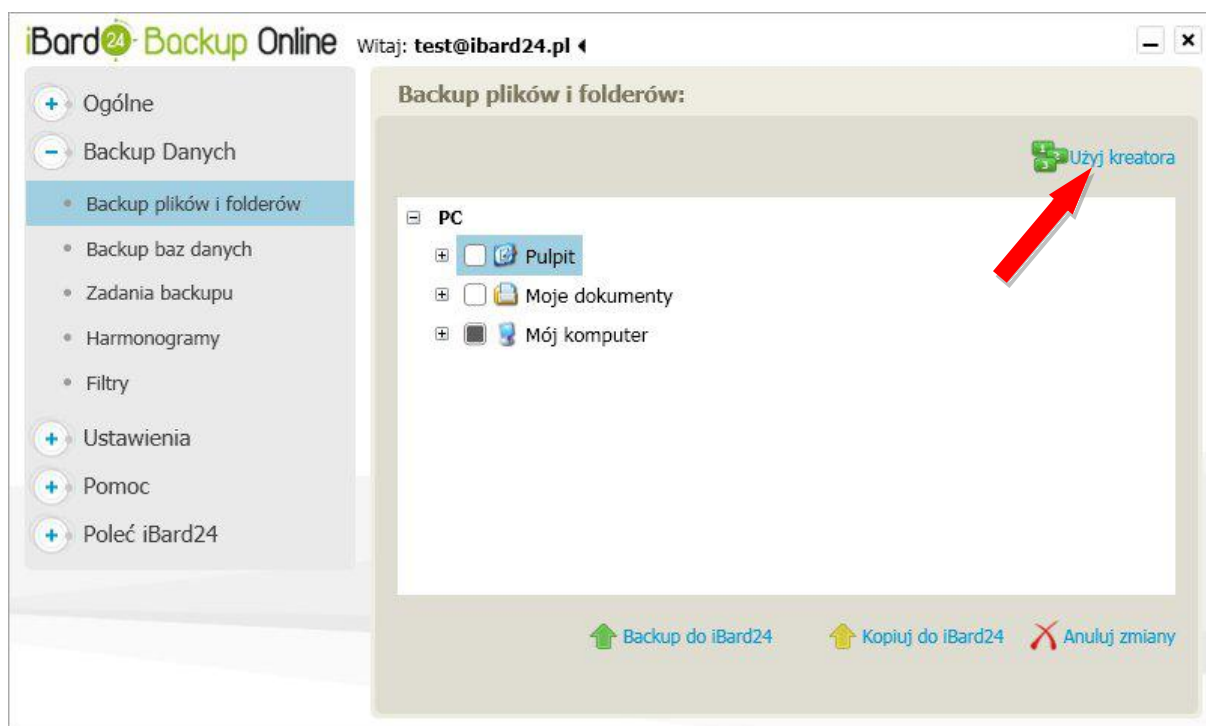 iBard24 - Backup Online Witaj: test@ibard24.pl
Ogólne
Backup Danych
Backup plików i folderów
Backup baz danych
Zadania backupu
Harmonogramy
Filtry
Ustawienia
Pomoc
Poleć iBard24
Backup plików i folderów:
Użyj kreatora
PC
Pulpit
Moje dokumenty
Mój komputer
Backup do iBard24 Kopiuj do iBard24 Anuluj zmiany